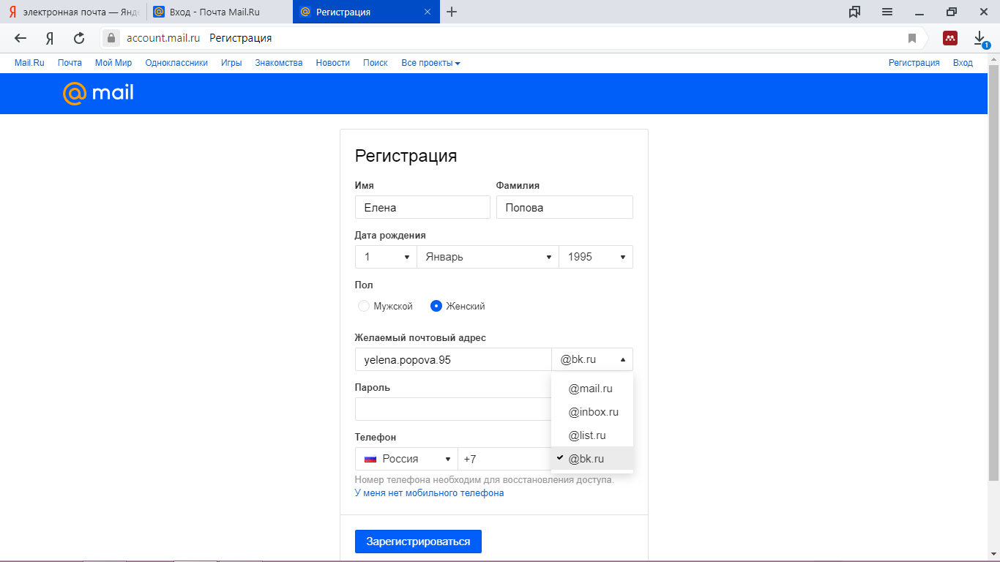 электронная почта — Янде
Вход - Почта Mail.Ru
Регистрация
account.mail.ru Регистрация
1
Mail.Ru Почта Мой Мир Одноклассники Игры Знакомства Новости Поиск Все проекты Регистрация Вход
@mail
Регистрация
Имя Фамилия
Елена Попова
Дата рождения
1 Январь 1995
Пол
Мужской Женский
Желаемый почтовый адрес
yelena.popova.95 @bk.ru
@mail.ru
Пароль
@inbox.ru
@list.ru
Телефон
Россия +7 @bk.ru
Номер телефона необходим для восстановления доступа.
У меня нет мобильного телефона
Зарегистрироваться